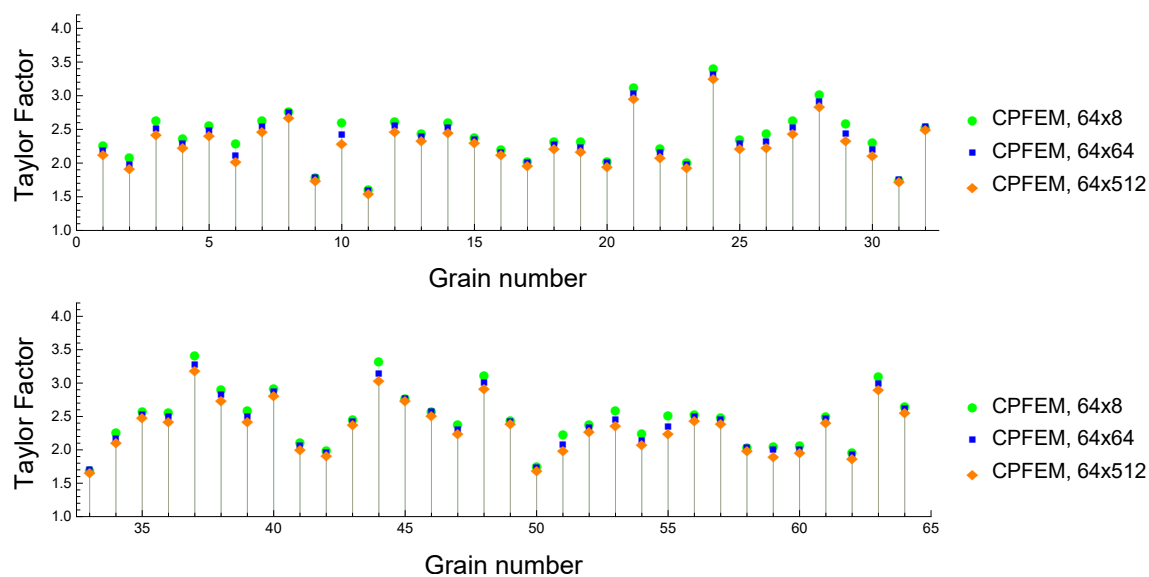 Taylor Factor
4.0
3.5
3.0
2.5
2.0
1.5
1.0
0 5 10 15 20 25 30
Grain number
CPFEM, 64x8
CPFEM, 64x64
CPFEM, 64x512
Taylor Factor
4.0
3.5
3.0
2.5
2.0
1.5
1.0
35 40 45 50 55 60 65
Grain number
CPFEM, 64x8
CPFEM, 64x64
CPFEM, 64x512